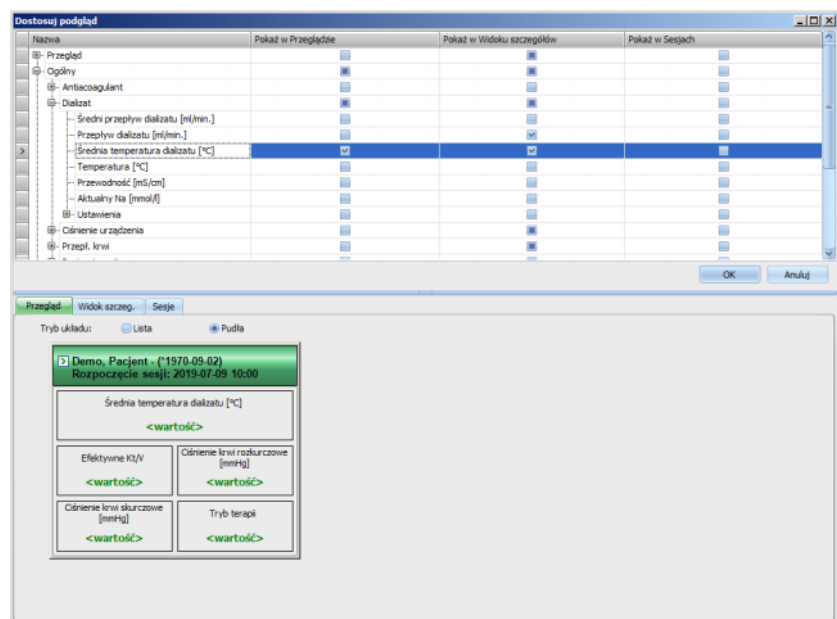 Dostosuj podgląd
Nazwa Pokaż w Przeglądzie Pokaż w Widoku szczegółów Pokaż w Sesjach
Przegląd
Ogólny
Antiacoagulant
Dializat
Średni przepływ dializatu [ml/min.]
Przepływ dializatu [ml/min.]
Średnia temperatura dializatu [°C]
Temperatura [°C]
Przewodność [mS/cm]
Aktualny Na [mmol/l]
Ustawienia
Ciśnienie urządzenia
Przepł. krwi
OK Anuluj
Przegląd Widok szczeg. Sesje
Tryb układu: Lista Pudła
Demo, Pacjent - (*1970-09-02)
Rozpoczęcie sesji: 2019-07-09 10:00
Średnia temperatura dializatu [°C]
<wartość>
Efektywne Kt/V Ciśnienie krwi rozkurczowe
[mmHg]
<wartość> <wartość>
Ciśnienie krwi skurczowe
[mmHg] Tryb terapii
<wartość> <wartość>